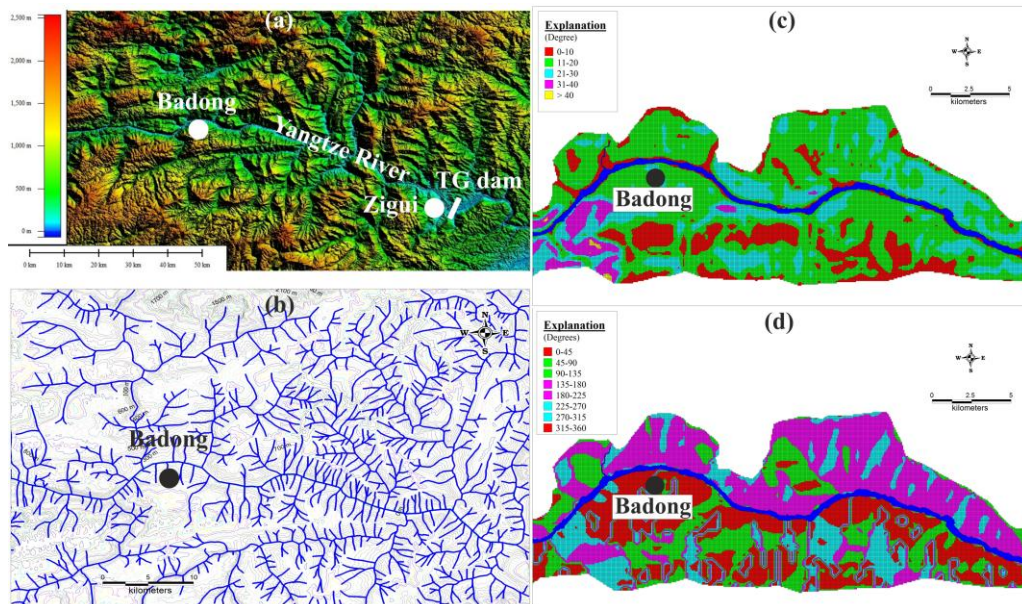 (a)
2,500 m
2,000 m
1,500 m
1,000 m
500 m
0 m
Badong
Yangtze River
TG dam
Zigui
0 km 10 km 20 km 30 km 40 km 50 km
(b)
N
W E
S
Badong
0 5 10
kilometers
(c)
Explanation
(Degree)
0-10
11-20
21-30
31-40
> 40
N
W E
S
0 2.5 5
kilometers
Badong
(d)
Explanation
(Degrees)
0-45
45-90
90-135
135-180
180-225
225-270
270-315
315-360
N
W E
S
0 2.5 5
kilometers
Badong